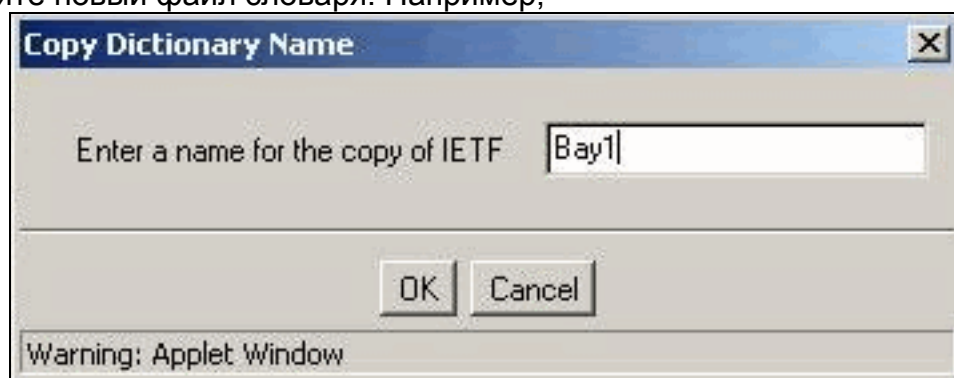 новый файл словаря. Например,
Copy Dictionary Name
Enter a name for the copy of IETF
Bay1
OK
Cancel
Warning: Applet Window